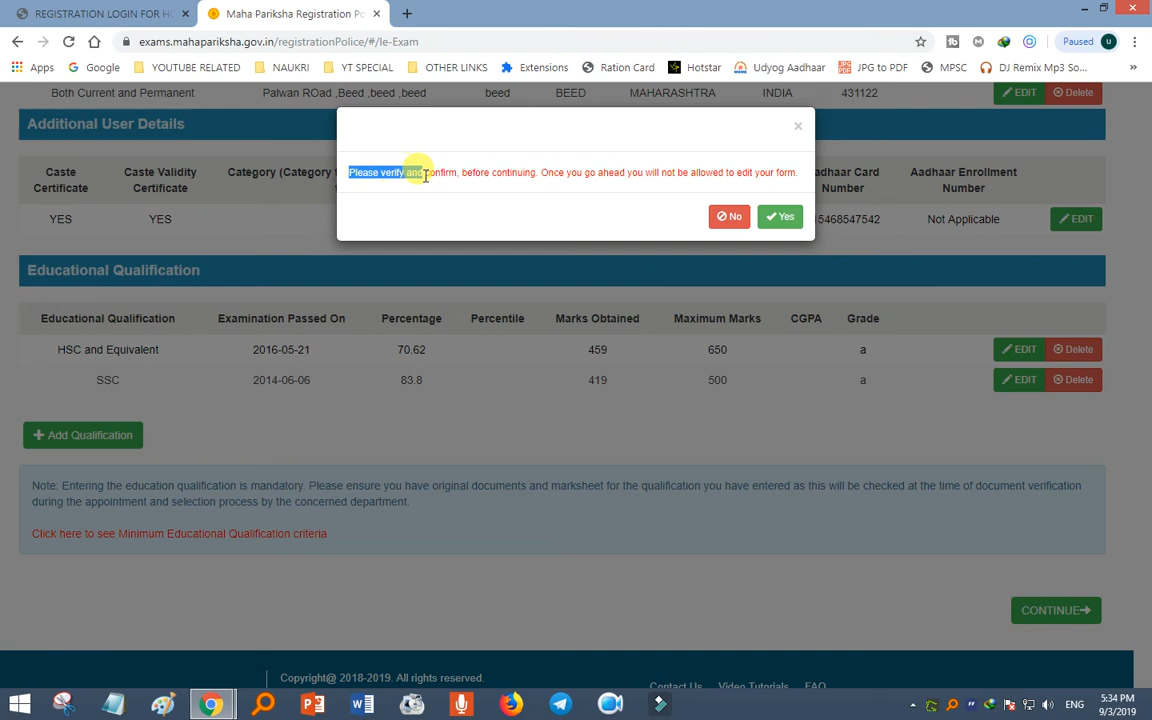 REGISTRATION LOGIN FOR HO
Maha Pariksha Registration Po
exams.mahapariksha.gov.in/registrationPolice/#/le-Exam
Paused u
Apps Google YOUTUBE RELATED NAUKRI YT SPECIAL OTHER LINKS Extensions Ration Card Hotstar Udyog Aadhaar JPG to PDF MPSC DJ Remix Mp3 So...
Both Current and Permanent Palwan ROad ,Beed ,beed ,beed beed BEED MAHARASHTRA INDIA 431122 EDIT Delete
Additional User Details
Please verify and confirm, before continuing. Once you go ahead you will not be allowed to edit your form.
No Yes
Caste Certificate
Caste Validity Certificate
Category (Category
Aadhaar Card Number
Aadhaar Enrollment Number
YES YES 15468547542 Not Applicable EDIT
Educational Qualification
Educational Qualification Examination Passed On Percentage Percentile Marks Obtained Maximum Marks CGPA Grade
HSC and Equivalent 2016-05-21 70.62 459 650 a EDIT Delete
SSC 2014-06-06 83.8 419 500 a EDIT Delete
Add Qualification
Note: Entering the education qualification is mandatory. Please ensure you have original documents and marksheet for the qualification you have entered as this will be checked at the time of document verification
during the appointment and selection process by the concerned department.
Click here to see Minimum Educational Qualification criteria
CONTINUE
Copyright@ 2018-2019. All rights reserved. Contact Us Video Tutorials FAQ
ENG
5:34 PM
9/3/2019